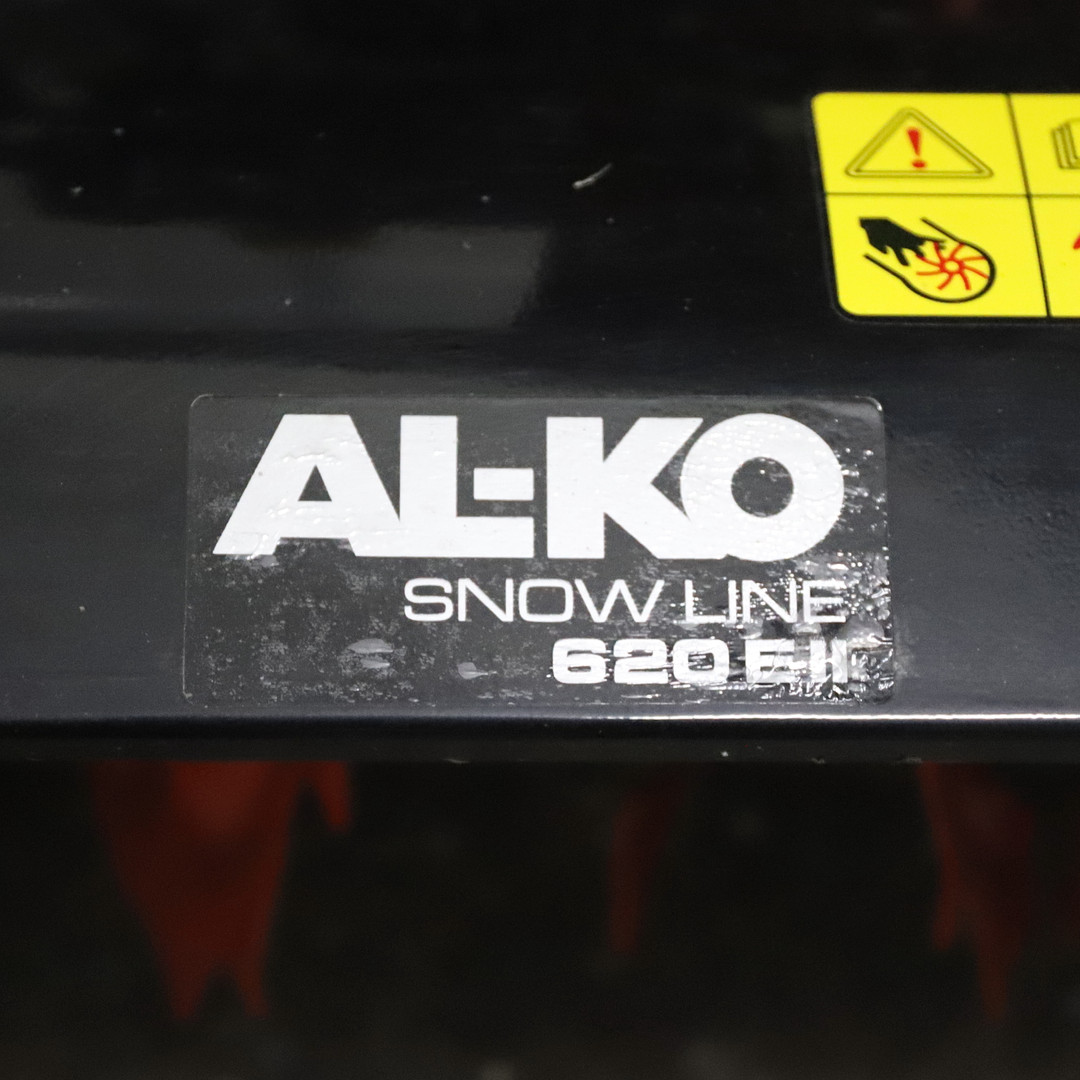 !
AL-KO
SNOW LINE
620 E II